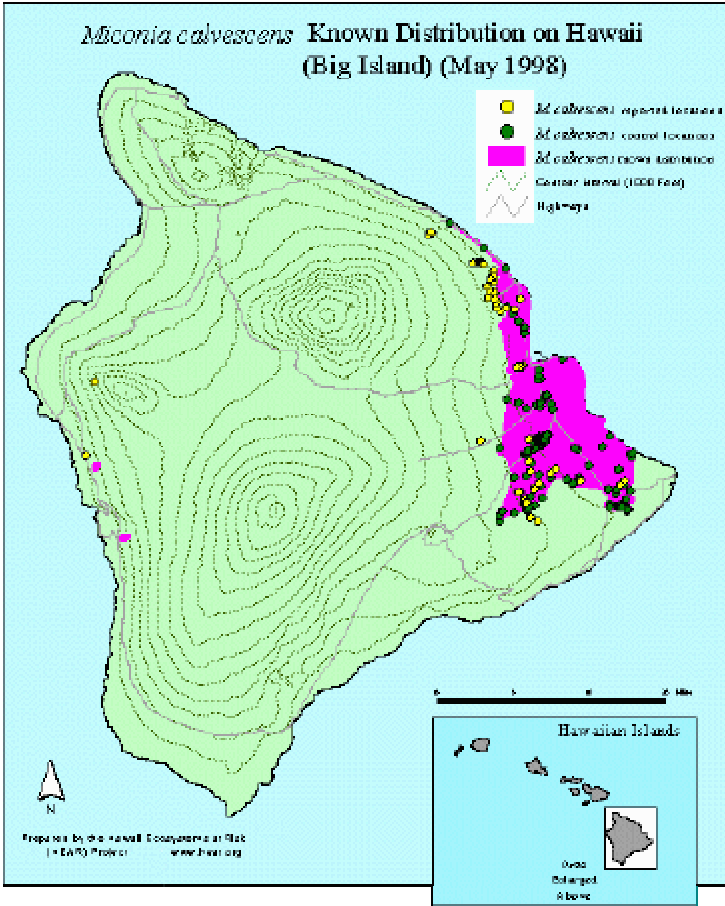 Miconia calvescens Known Distribution on Hawaii
(Big Island) (May 1998)
M. calvescens reported locations
M. calvescens control locations
M. calvescens known distribution
Contour Interval (1000 Feet)
Highways
0
Miles
Hawaiian Islands
Area
Enlarged
Above
N
Prepared by the Hawaii Ecosystems at Risk
(HEAR) Project www.hear.org